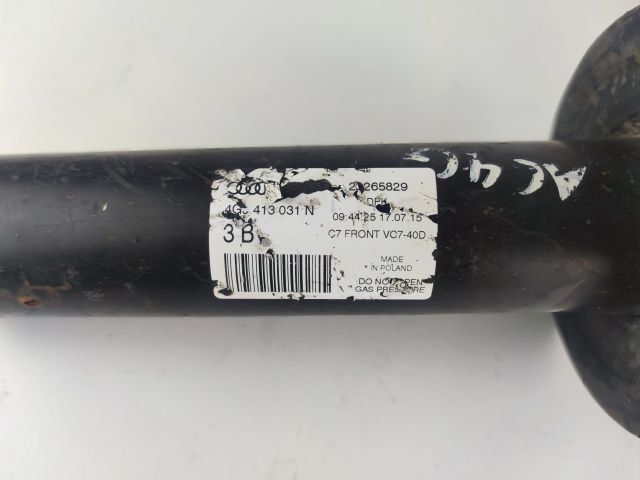 413 031 N
3 B
265829
09:44:25 17.07.15
C7 FRONT VC7-40D
MADE
IN POLAND
DO NOT OPEN
GAS PRESSURE